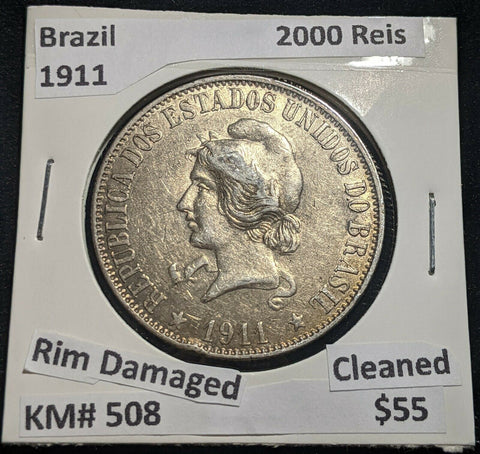 Brazil
2000 Reis
1911
REPUBLICA DOS ESTADOS UNIDOS DO BRASIL
★ 1911 ★
Rim Damaged
Cleaned
KM# 508
$55